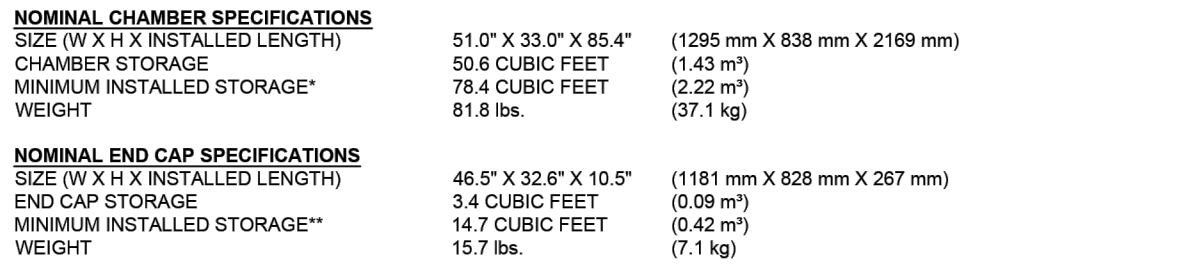 NOMINAL CHAMBER SPECIFICATIONS
SIZE (W X H X INSTALLED LENGTH) 51.0" X 33.0" X 85.4" (1295 mm X 838 mm X 2169 mm)
CHAMBER STORAGE 50.6 CUBIC FEET (1.43 m³)
MINIMUM INSTALLED STORAGE* 78.4 CUBIC FEET (2.22 m³)
WEIGHT 81.8 lbs. (37.1 kg)
NOMINAL END CAP SPECIFICATIONS
SIZE (W X H X INSTALLED LENGTH) 46.5" X 32.6" X 10.5" (1181 mm X 828 mm X 267 mm)
END CAP STORAGE 3.4 CUBIC FEET (0.09 m³)
MINIMUM INSTALLED STORAGE** 14.7 CUBIC FEET (0.42 m³)
WEIGHT 15.7 lbs. (7.1 kg)